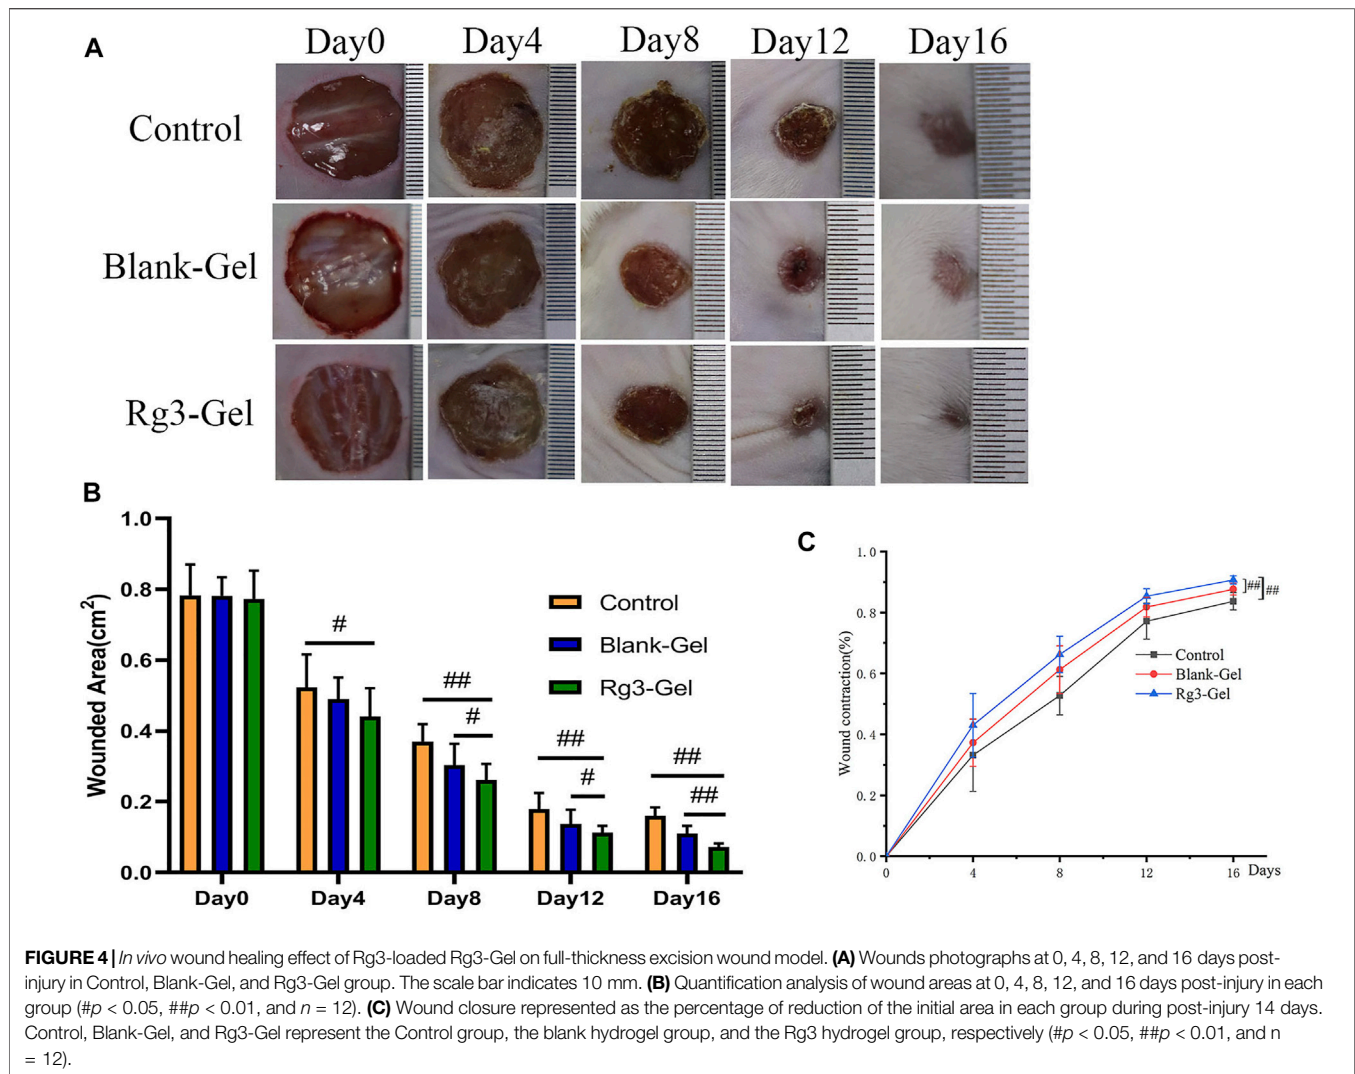 A
Day0 Day4 Day8 Day12 Day16
Control
Blank-Gel
Rg3-Gel
B
Wounded Area(cm2)
1.0
0.8
0.6
0.4
0.2
0.0
Control
Blank-Gel
Rg3-Gel
#
##
#
##
#
##
##
Day0 Day4 Day8 Day12 Day16
C
Wound contraction(%)
1.0
0.8
0.6
0.4
0.2
0.0
## ##
Control
Blank-Gel
Rg3-Gel
0 4 8 12 16 Days
FIGURE 4 | In vivo wound healing effect of Rg3-loaded Rg3-Gel on full-thickness excision wound model. (A) Wounds photographs at 0, 4, 8, 12, and 16 days post-
injury in Control, Blank-Gel, and Rg3-Gel group. The scale bar indicates 10 mm. (B) Quantification analysis of wound areas at 0, 4, 8, 12, and 16 days post-injury in each
group (#p < 0.05, ##p < 0.01, and n = 12). (C) Wound closure represented as the percentage of reduction of the initial area in each group during post-injury 14 days.
Control, Blank-Gel, and Rg3-Gel represent the Control group, the blank hydrogel group, and the Rg3 hydrogel group, respectively (#p < 0.05, ##p < 0.01, and n
= 12).